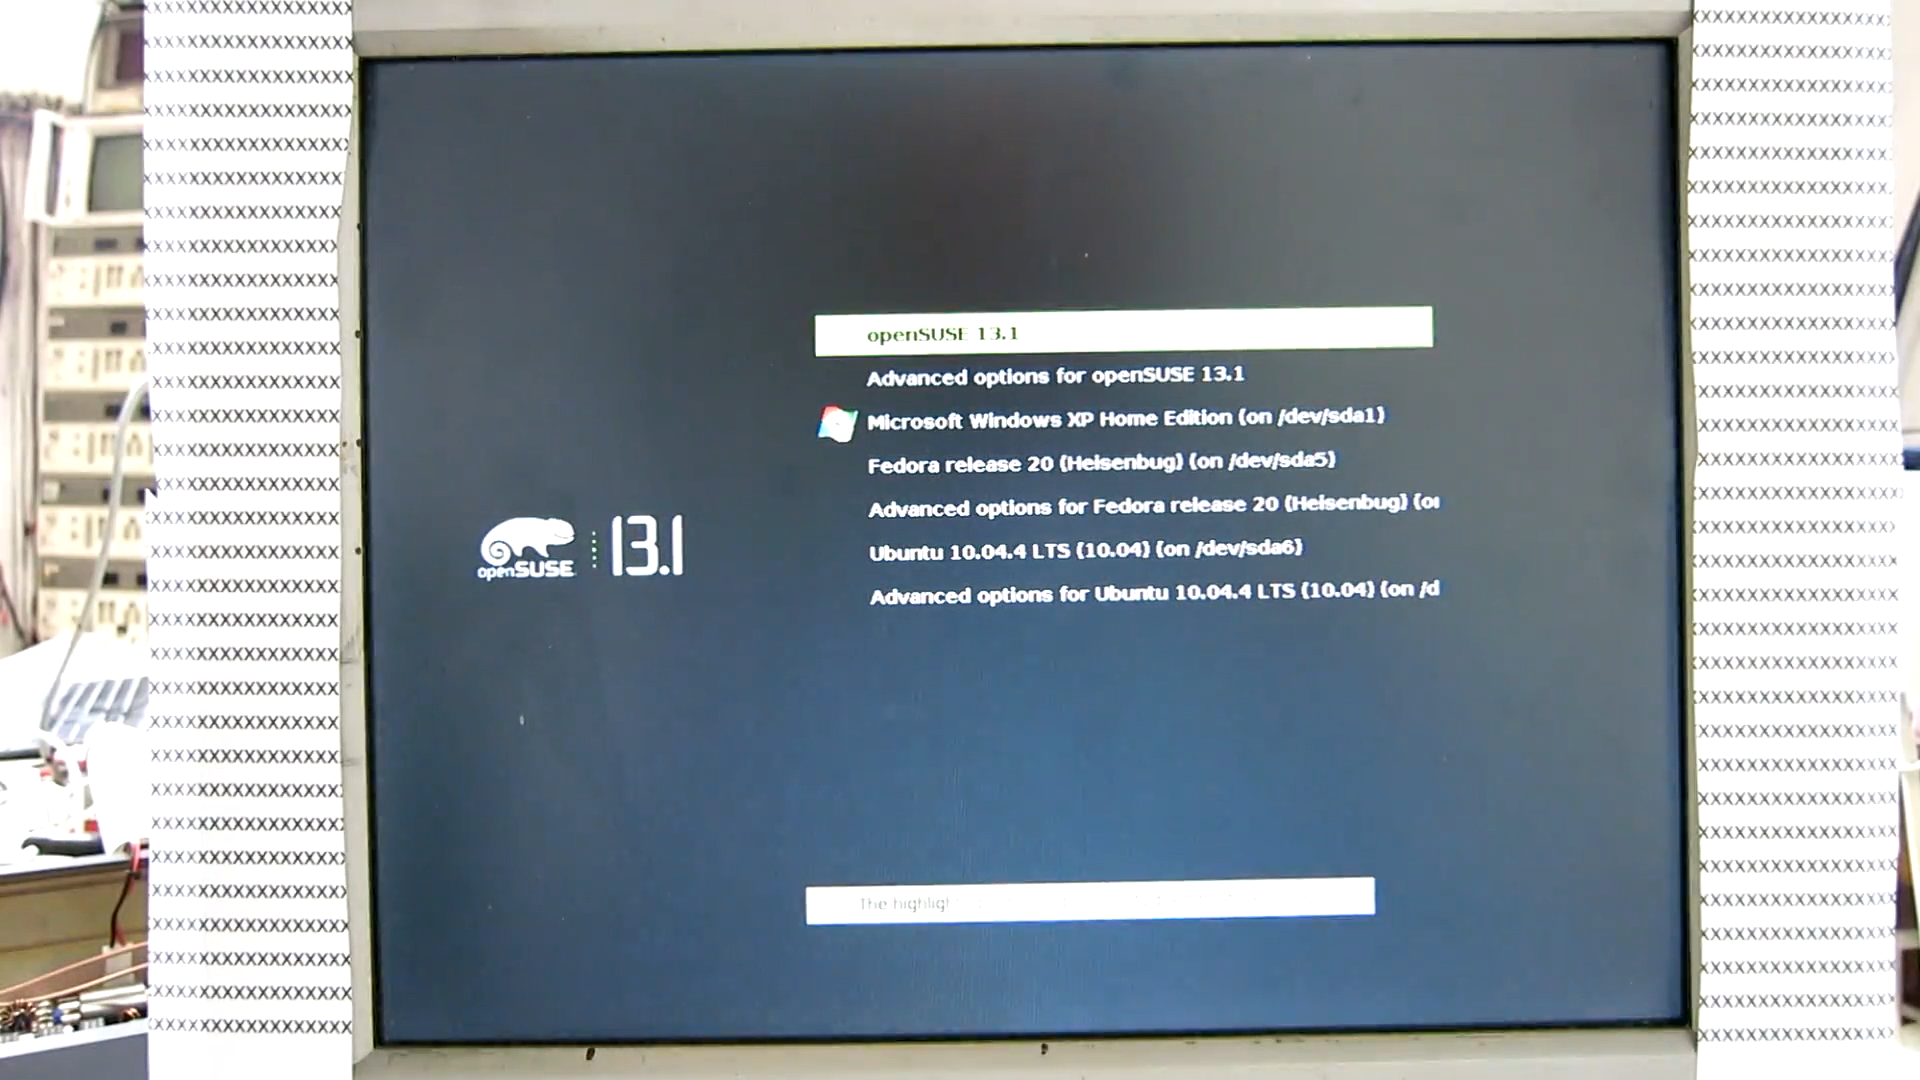 openSUSE 13.1
Advanced options for openSUSE 13.1
Microsoft Windows XP Home Edition (on /dev/sda1)
Fedora release 20 (Heisenbug) (on /dev/sda5)
Advanced options for Fedora release 20 (Heisenbug) (on
Ubuntu 10.04.4 LTS (10.04) (on /dev/sda6)
Advanced options for Ubuntu 10.04.4 LTS (10.04) (on /d
openSUSE 13.1
The highligh